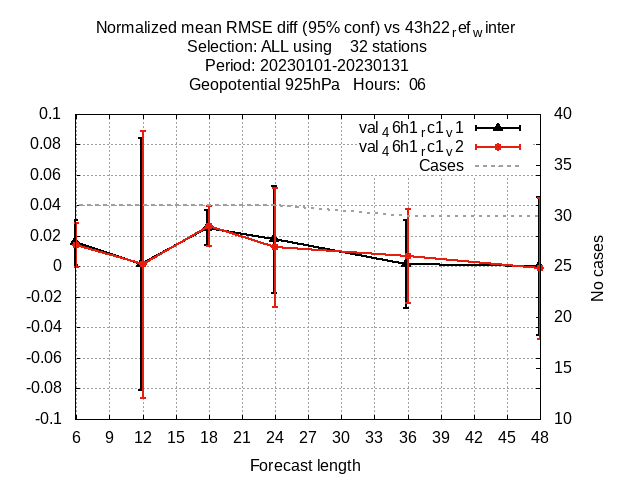 Normalized mean RMSE diff (95% conf) vs 43h22refwinter
Selection: ALL using    32 stations
Period: 20230101-20230131
Geopotential 925hPa   Hours:  06
val46h1rc1v1
val46h1rc1v2
Cases
0.1
0.08
0.06
0.04
0.02
0
-0.02
-0.04
-0.06
-0.08
-0.1
40
35
30
25
20
15
10
No cases
6 9 12 15 18 21 24 27 30 33 36 39 42 45 48
Forecast length